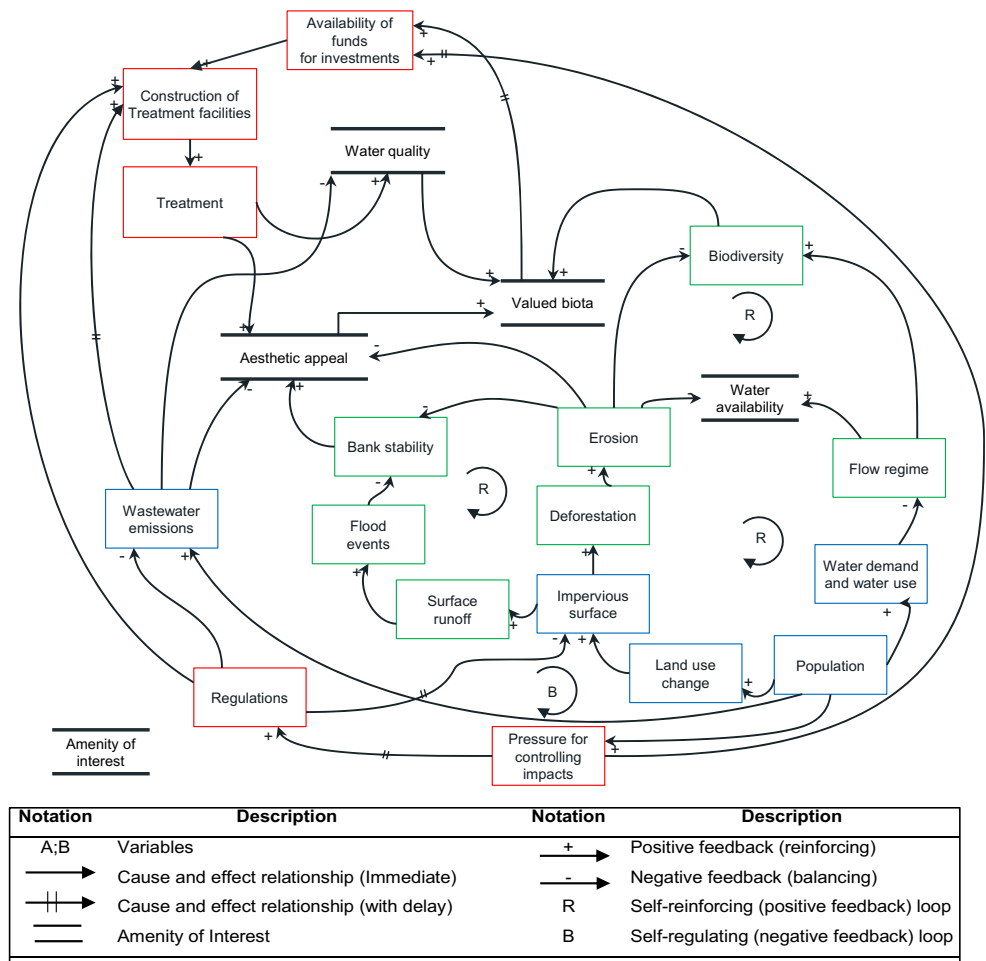 Availability of
funds
for investments
+
+
+
+
+
Construction of
Treatment facilities
+
Treatment
Water quality
-
+
Biodiversity
-
+
+
+
+
Valued biota
R
+
Aesthetic appeal
-
+
-
Water
availability
-
+
-
Bank stability
Erosion
+
Flow regime
-
-
R
Wastewater
emissions
-
+
Flood
events
+
Deforestation
+
R
Water demand
and water use
+
Surface
runoff
+
Impervious
surface
-
+
Land use
change
+
Population
Regulations
+
B
Pressure for
controlling
impacts
+
Amenity of
interest
Notation Description Notation Description
A;B Variables + Positive feedback (reinforcing)
Cause and effect relationship (Immediate) - Negative feedback (balancing)
Cause and effect relationship (with delay) R Self-reinforcing (positive feedback) loop
Amenity of Interest B Self-regulating (negative feedback) loop